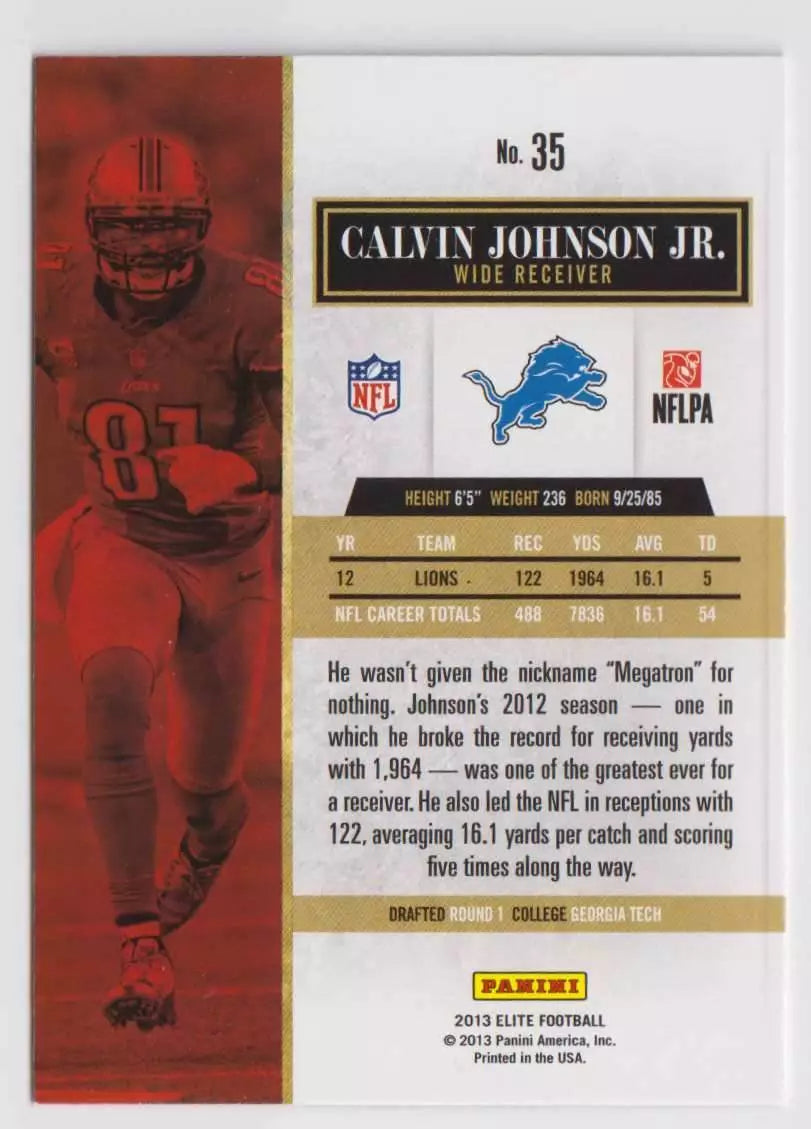 No. 35
CALVIN JOHNSON JR.
WIDE RECEIVER
NFL
NFLPA
HEIGHT 6'5" WEIGHT 236 BORN 9/25/85
YR TEAM REC YDS AVG TD
12 LIONS 122 1964 16.1 5
NFL CAREER TOTALS 488 7836 16.1 54
He wasn't given the nickname "Megatron" for
nothing. Johnson's 2012 season — one in
which he broke the record for receiving yards
with 1,964 — was one of the greatest ever for
a receiver. He also led the NFL in receptions with
122, averaging 16.1 yards per catch and scoring
five times along the way.
DRAFTED ROUND 1 COLLEGE GEORGIA TECH
PANINI
2013 ELITE FOOTBALL
© 2013 Panini America, Inc.
Printed in the USA.
81
LIONS
81